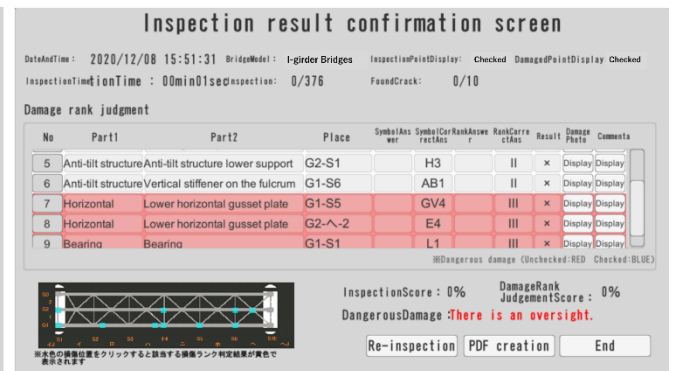 Inspection result confirmation screen
DateAndTime : 2020/12/08 15:51:31 BridgeModel : I-girder Bridges InspectionPointDisplay: Checked DamagedPointDisplay Checked
InspectionTime : 00min01sec Inspection: 0/376 FoundCrack: 0/10
Damage rank judgment
No Part1 Part2 Place SymbolAnswer SymbolCorrectAns RankAnswer RankCarrectAns Result Damage Photo Commenta
5 Anti-tilt structure Anti-tilt structure lower support G2-S1 H3 II × Display Display
6 Anti-tilt structure Vertical stiffener on the fulcrum G1-S6 AB1 II × Display Display
7 Horizontal Lower horizontal gusset plate G1-S5 GV4 III × Display Display
8 Horizontal Lower horizontal gusset plate G2-へ-2 E4 III × Display Display
9 Bearing Bearing G1-S1 L1 III × Display Display
※Dangerous damage (Unchecked:RED Checked:BLUE)
InspectionScore : 0% DamageRank JudgementScore : 0%
DangerousDamage :There is an oversight.
※水色の損傷位置をクリックすると該当する損傷ランク判定結果が黄色で
表示されます
Re-inspection PDF creation End